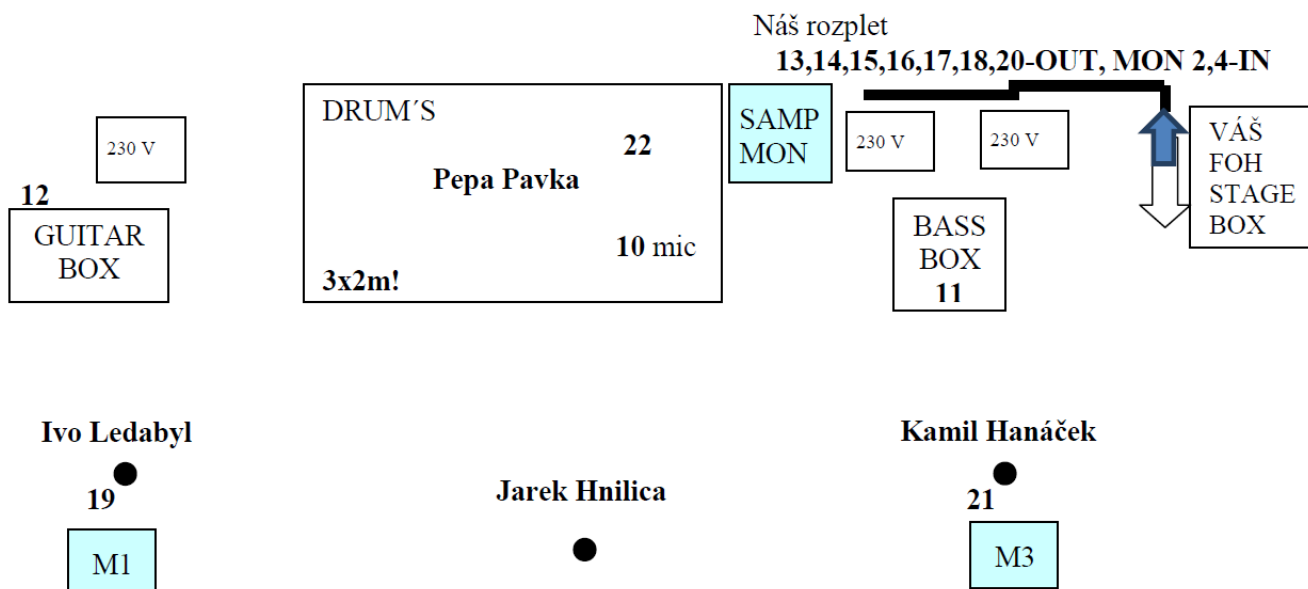 Náš rozplet
13,14,15,16,17,18,20-OUT, MON 2,4-IN
230 V
12
GUITAR
BOX
DRUM´S
22
Pepa Pavka
10 mic
3x2m!
SAMP
MON
230 V
230 V
BASS
BOX
11
VÁŠ
FOH
STAGE
BOX
Ivo Ledabyl
19
M1
Jarek Hnilica
Kamil Hanáček
21
M3